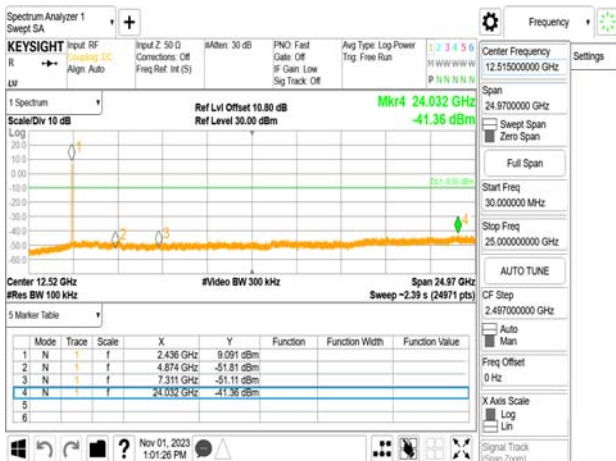 Spectrum Analyzer 1
Swept SA
+
Frequency
KEYSIGHT
Input: RF
Coupling: DC
Align: Auto
Input Z: 50 Ω
Corrections: Off
Freq Ref: Int (S)
#Atten: 30 dB
PNO: Fast
Gate: Off
IF Gain: Low
Sig Track: Off
Avg Type: Log-Power
Trig: Free Run
1 2 3 4 5 6
M W W W W W
P N N N N N
R
LXI
1 Spectrum
Scale/Div 10 dB
Ref Lvl Offset 10.80 dB
Ref Level 30.00 dBm
Mkr4 24.032 GHz
-41.36 dBm
Log
20.0
10.0
0.00
-10.0
-20.0
-30.0
-40.0
-50.0
-60.0
1
2
3
4
Center 12.52 GHz
#Res BW 100 kHz
#Video BW 300 kHz
Span 24.97 GHz
Sweep ~2.39 s (24971 pts)
5 Marker Table
Mode Trace Scale X Y Function Function Width Function Value
1 N 1 f 2.436 GHz 9.091 dBm
2 N 1 f 4.874 GHz -51.81 dBm
3 N 1 f 7.311 GHz -51.11 dBm
4 N 1 f 24.032 GHz -41.36 dBm
5
6
Nov 01, 2023
1:01:26 PM
?
Center Frequency
12.515000000 GHz
Settings
Span
24.9700000 GHz
Swept Span
Zero Span
Full Span
Start Freq
30.000000 MHz
Stop Freq
25.000000000 GHz
AUTO TUNE
CF Step
2.497000000 GHz
Auto
Man
Freq Offset
0 Hz
X Axis Scale
Log
Lin
Signal Track
(Span Zoom)